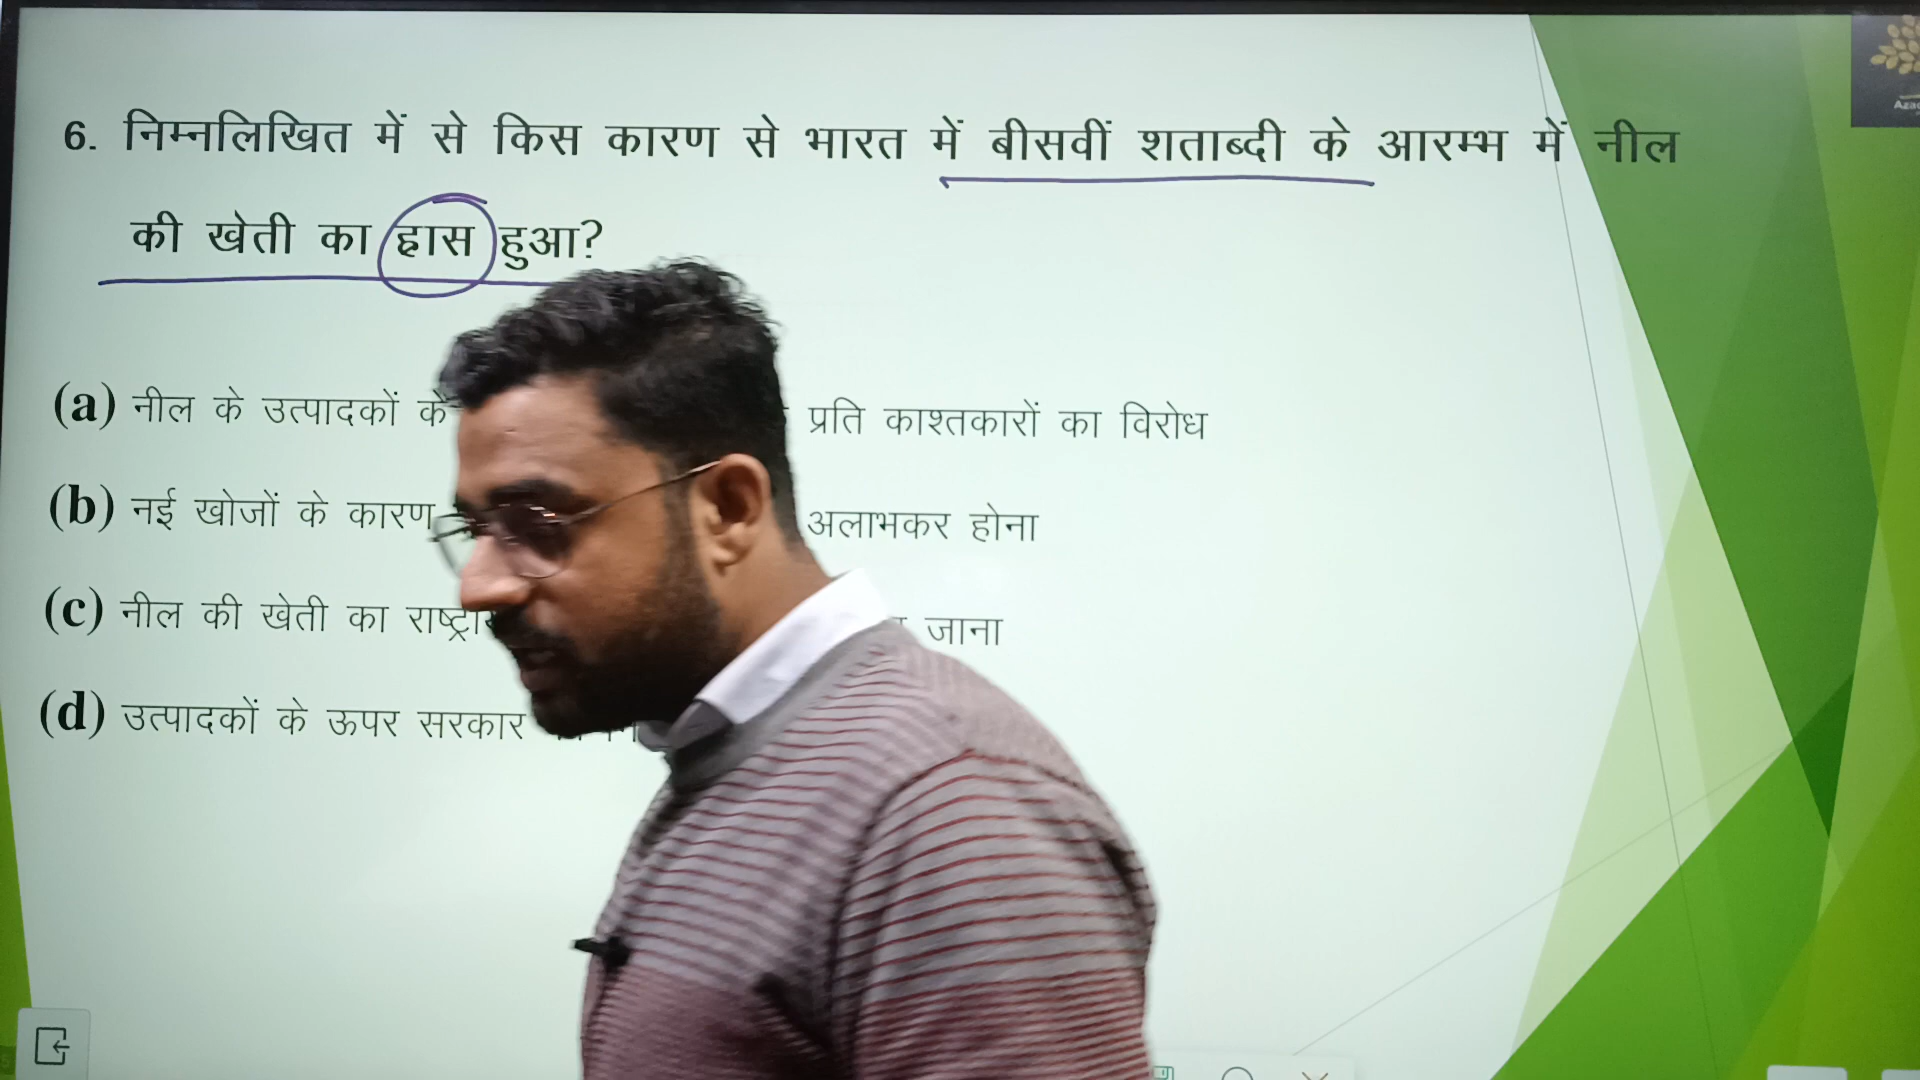 6. निम्नलिखित में से किस कारण से भारत में बीसवीं शताब्दी के आरम्भ में नील
की खेती का ह्रास हुआ?
(a) नील के उत्पादकों के प्रति काश्तकारों का विरोध
(b) नई खोजों के कारण अलाभकर होना
(c) नील की खेती का जाना
(d) उत्पादकों के ऊपर सरकार